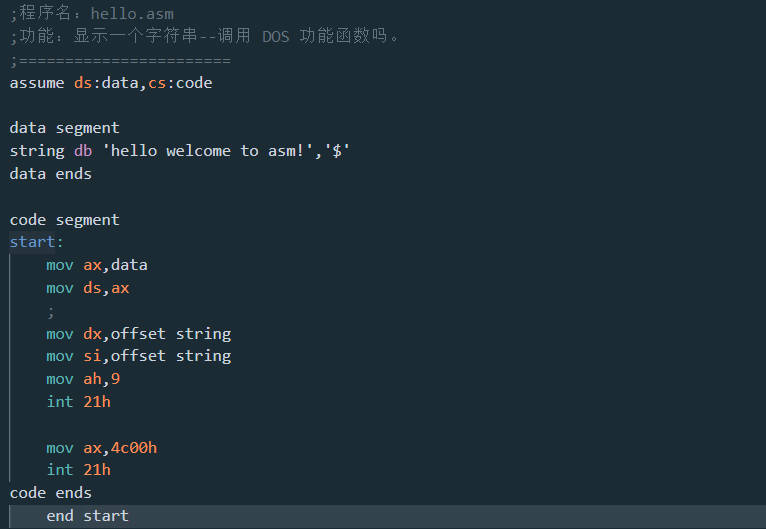 ;程序名：hello.asm
;功能：显示一个字符串--调用 DOS 功能函数吗。
;=======================
assume ds:data,cs:code
data segment
string db 'hello welcome to asm!','$'
data ends
code segment
start:
mov ax,data
mov ds,ax
;
mov dx,offset string
mov si,offset string
mov ah,9
int 21h
mov ax,4c00h
int 21h
code ends
end start